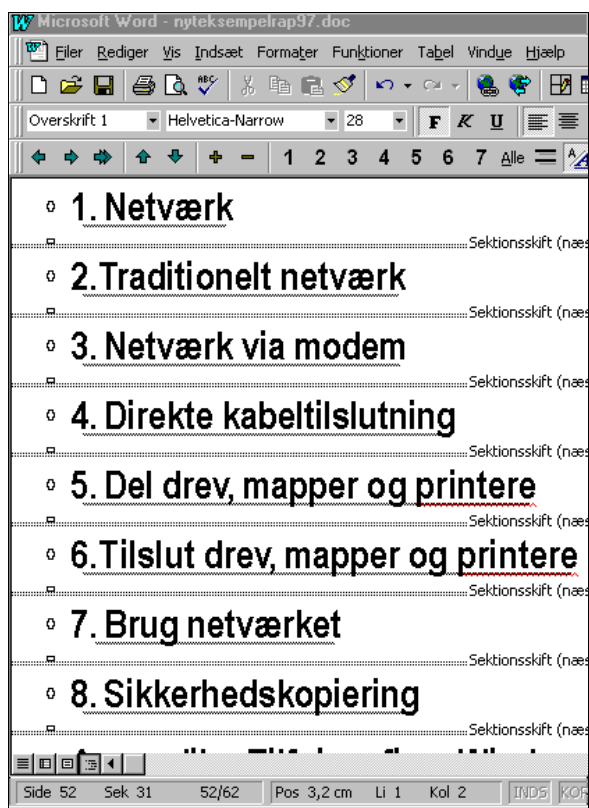 Microsoft Word - nyteksempelrap97.doc
Filer Rediger Vis Indsæt Formater Funktioner Tabel Vindue Hjælp
ABC
Overskrift 1 Helvetica-Narrow 28 F K U
1 2 3 4 5 6 7 Alle
1. Netværk
Sektionsskift (næs
2. Traditionelt netværk
Sektionsskift (næs
3. Netværk via modem
Sektionsskift (næs
4. Direkte kabeltilslutning
Sektionsskift (næs
5. Del drev, mapper og printere
Sektionsskift (næs
6. Tilslut drev, mapper og printere
Sektionsskift (næs
7. Brug netværket
Sektionsskift (næs
8. Sikkerhedskopiering
Sektionsskift (næs
Side 52 Sek 31 52/62 Pos 3,2 cm Li 1 Kol 2 INDS KOR